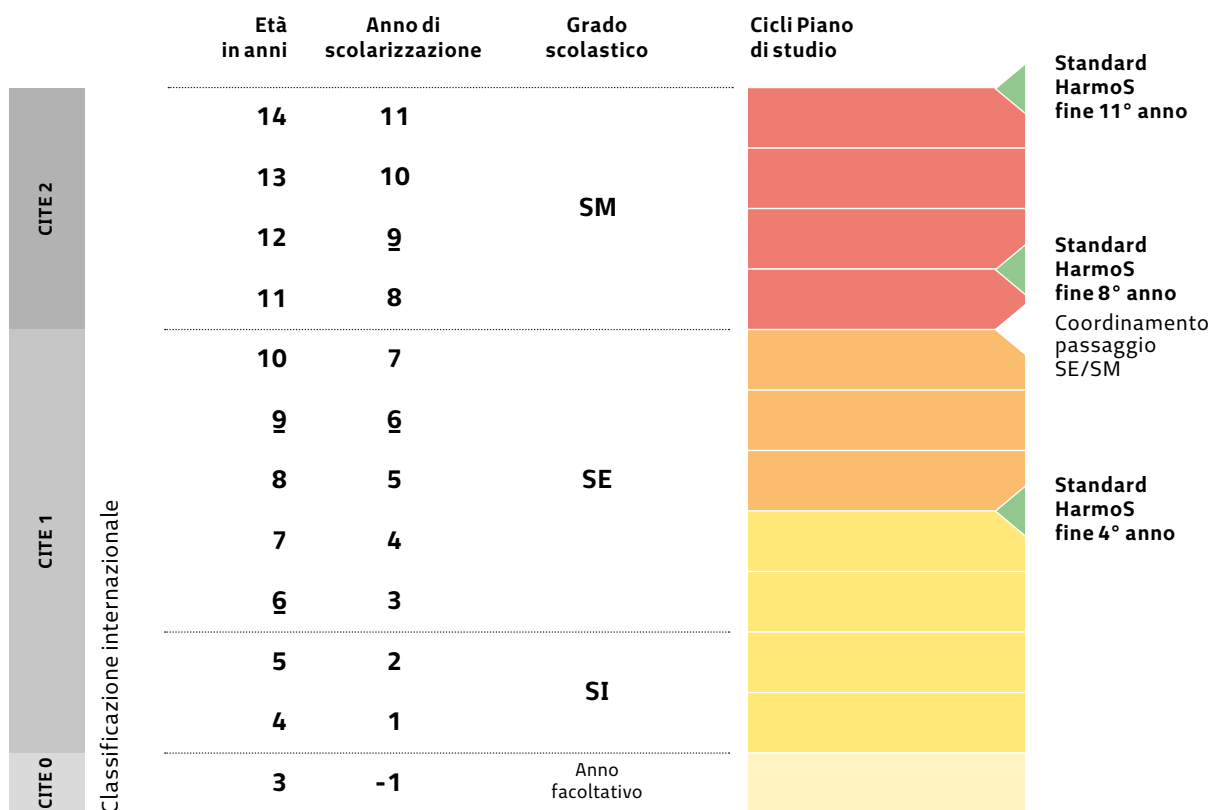 Età
in anni
Anno di
scolarizzazione
Grado
scolastico
Cicli Piano
di studio
Standard
HarmoS
fine 11° anno
14 11
13 10
SM
12 9
11 8
Standard
HarmoS
fine 8° anno
Coordinamento
passaggio
SE/SM
10 7
9 6
8 5 SE
7 4
6 3
Standard
HarmoS
fine 4° anno
5 2
SI
4 1
3 -1
Anno
facoltativo
CITE 2
CITE 1
CITE 0
Classificazione internazionale